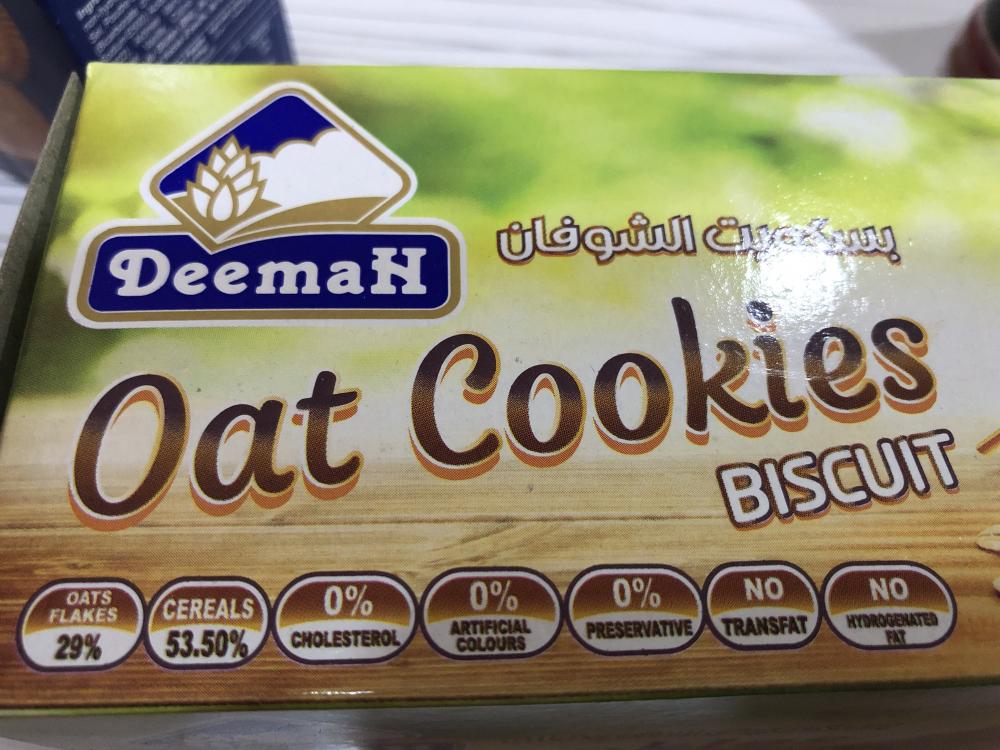 DeemaH
بسكويت الشوفان
Oat Cookies
BISCUIT
OATS
FLAKES
29%
CEREALS
53.50%
0%
CHOLESTEROL
0%
ARTIFICIAL
COLOURS
0%
PRESERVATIVE
NO
TRANSFAT
NO
HYDROGENATED
FAT